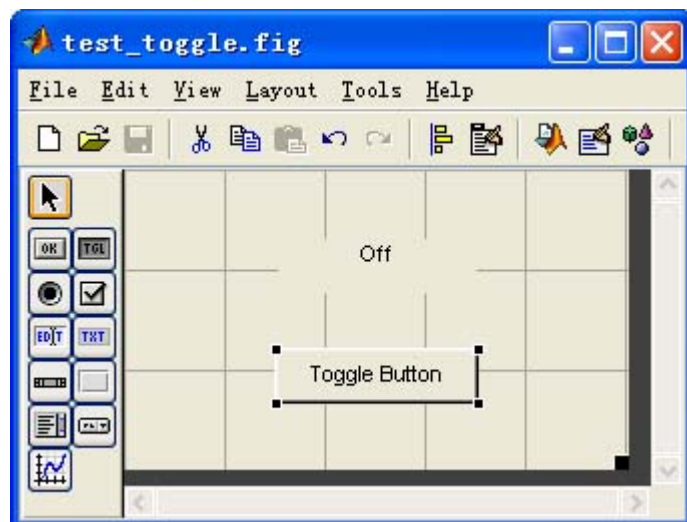 test_toggle.fig
File Edit View Layout Tools Help
OK TGL
EDIT TXT
Off
Toggle Button